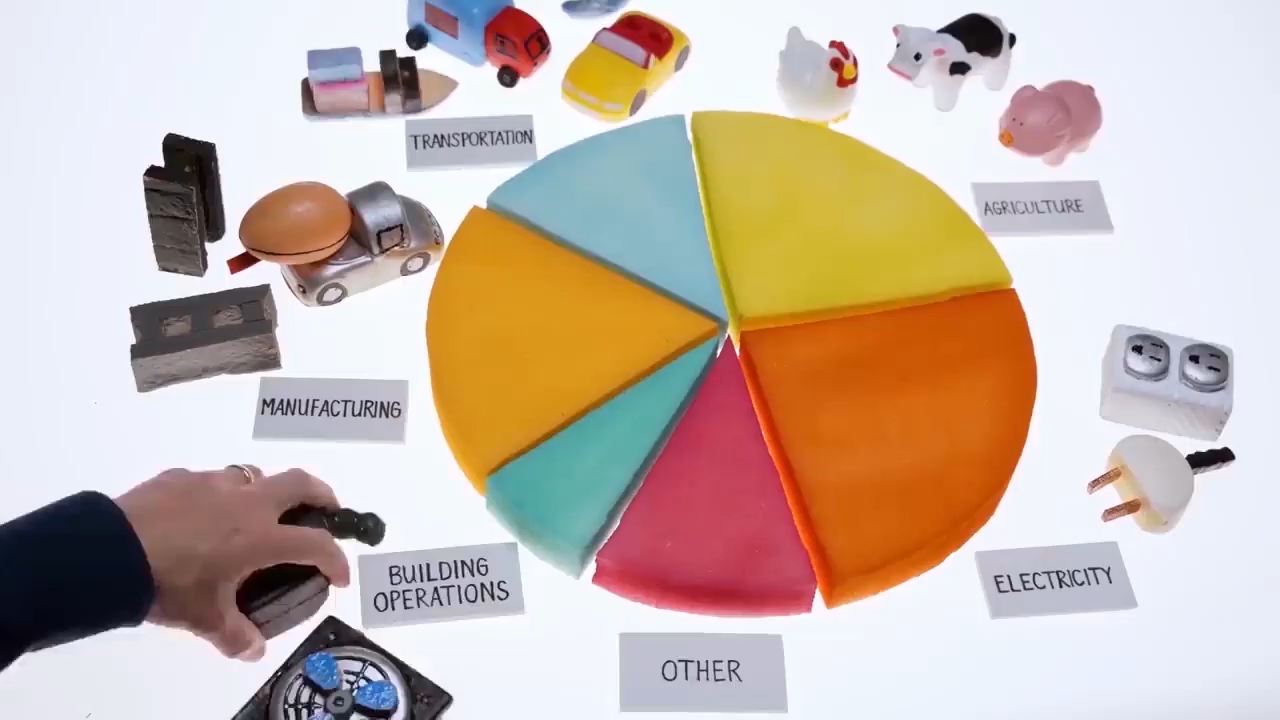 TRANSPORTATION
AGRICULTURE
MANUFACTURING
BUILDING
OPERATIONS
ELECTRICITY
OTHER